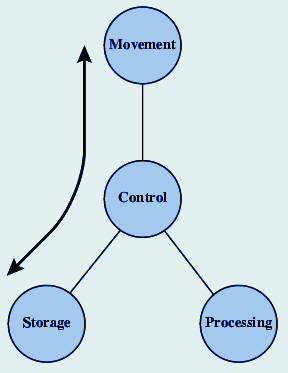 Movement
Control
Storage
Processing